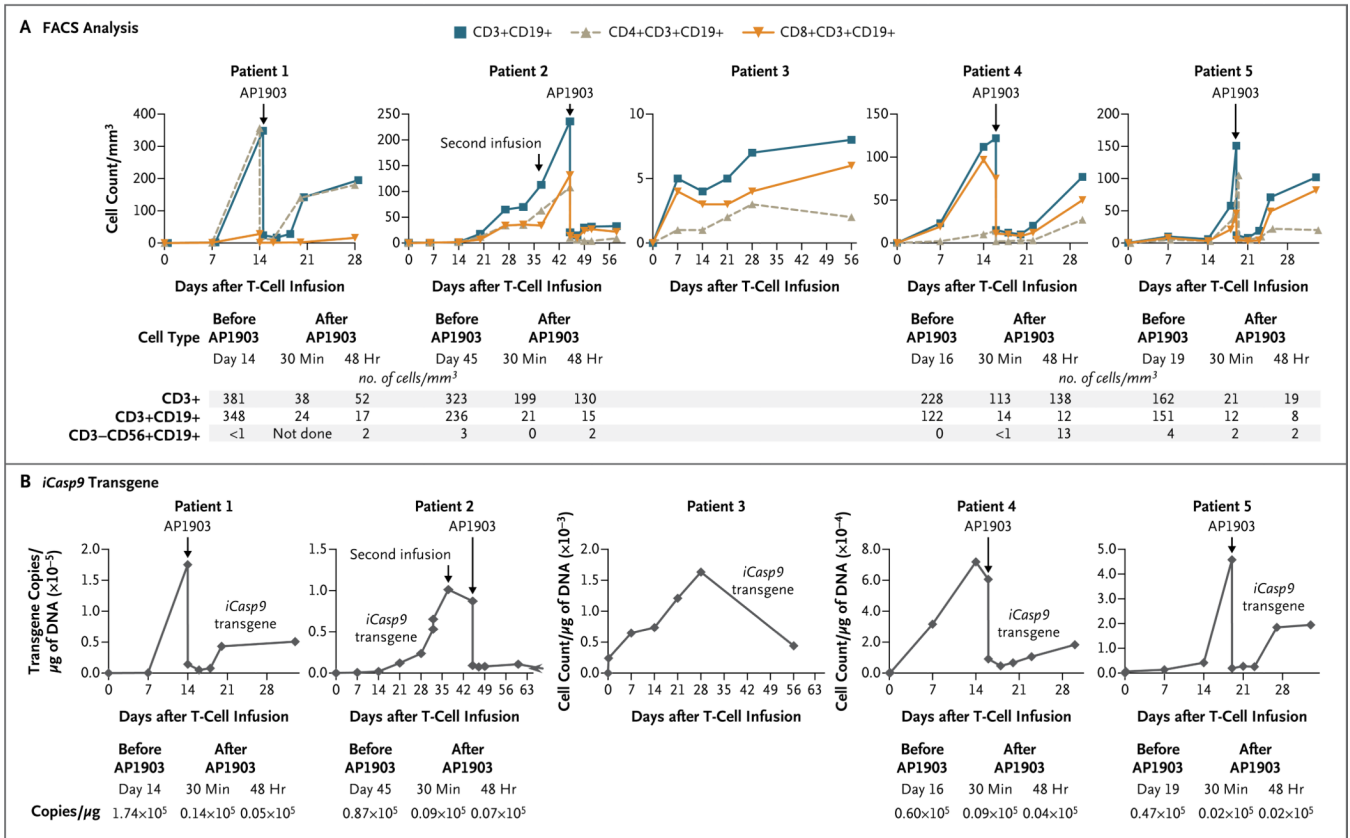 A FACS Analysis
CD3+CD19+ CD4+CD3+CD19+ CD8+CD3+CD19+
Patient 1 Patient 2 Patient 3 Patient 4 Patient 5
AP1903 AP1903 AP1903 AP1903
Second infusion
Cell Count/mm³
400 250 10 150 200
300 200 150
200 150 5 100 100
100 100 50 50
0 50 0 0 0
0
0 7 14 21 28 0 7 14 21 28 35 42 49 56 0 7 14 21 28 35 42 49 56 0 7 14 21 28 0 7 14 21 28
Days after T-Cell Infusion Days after T-Cell Infusion Days after T-Cell Infusion Days after T-Cell Infusion Days after T-Cell Infusion
Before After Before After Before After Before After
Cell Type AP1903 AP1903 AP1903 AP1903 AP1903 AP1903 AP1903 AP1903
Day 14 30 Min 48 Hr Day 45 30 Min 48 Hr Day 16 30 Min 48 Hr Day 19 30 Min 48 Hr
no. of cells/mm³ no. of cells/mm³
CD3+ 381 38 52 323 199 130 228 113 138 162 21 19
CD3+CD19+ 348 24 17 236 21 15 122 14 12 151 12 8
CD3–CD56+CD19+ <1 Not done 2 3 0 2 0 <1 13 4 2 2
B iCasp9 Transgene
Patient 1 Patient 2 Patient 3 Patient 4 Patient 5
AP1903 AP1903 AP1903 AP1903
Second infusion
Transgene Copies/
µg of DNA (×10⁻⁵)
Cell Count/µg of DNA (×10⁻³)
Cell Count/µg of DNA (×10⁻⁴)
iCasp9
transgene
iCasp9
transgene
iCasp9
transgene
iCasp9
transgene
iCasp9
transgene
2.0 1.5 2.0 8.0 5.0
1.5 1.0 1.5 6.0 4.0
1.0 0.5 1.0 4.0 3.0
0.5 0.0 0.5 2.0 2.0
0.0 0.0 0.0 1.0
0.0
0 7 14 21 28 0 7 14 21 28 35 42 49 56 63 0 7 14 21 28 35 42 49 56 63 0 7 14 21 28 0 7 14 21 28
Days after T-Cell Infusion Days after T-Cell Infusion Days after T-Cell Infusion Days after T-Cell Infusion Days after T-Cell Infusion
Before After Before After Before After Before After
AP1903 AP1903 AP1903 AP1903 AP1903 AP1903 AP1903 AP1903
Day 14 30 Min 48 Hr Day 45 30 Min 48 Hr Day 16 30 Min 48 Hr Day 19 30 Min 48 Hr
Copies/µg 1.74×10⁵ 0.14×10⁵ 0.05×10⁵ 0.87×10⁵ 0.09×10⁵ 0.07×10⁵ 0.60×10⁵ 0.09×10⁵ 0.04×10⁵ 0.47×10⁵ 0.02×10⁵ 0.02×10⁵